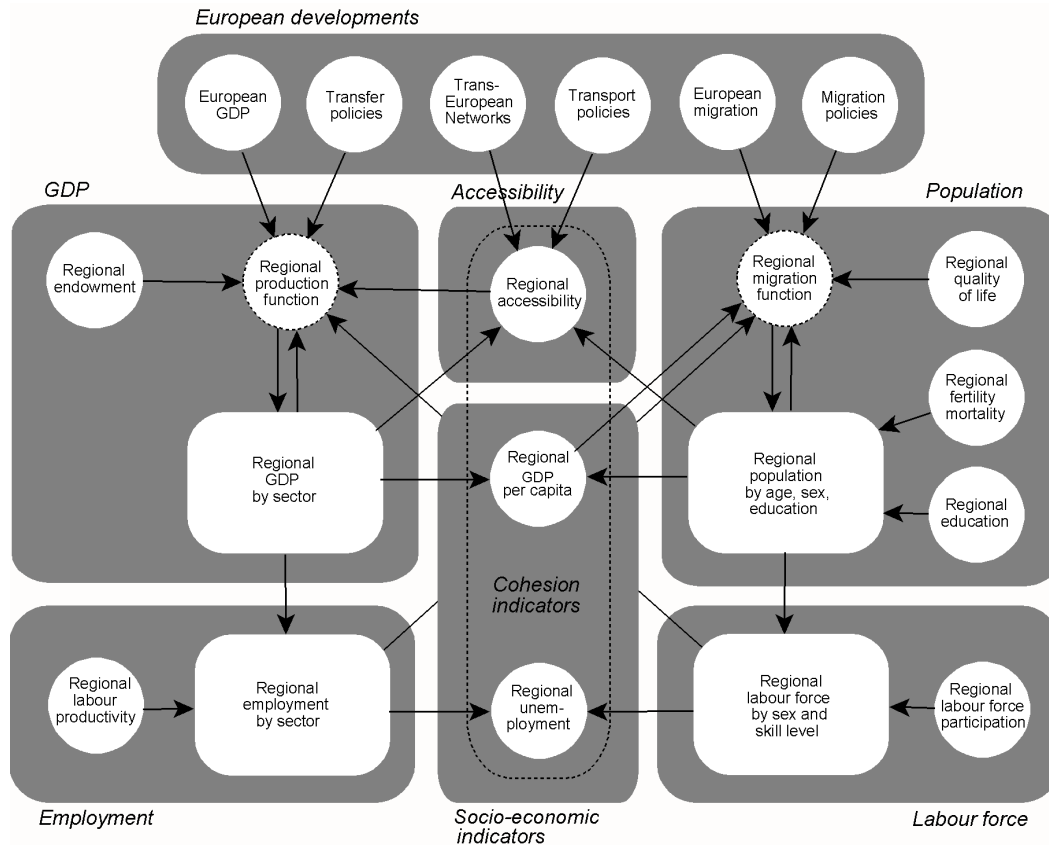 European developments
European
GDP
Transfer
policies
Trans-
European
Networks
Transport
policies
European
migration
Migration
policies
GDP
Accessibility
Population
Regional
endowment
Regional
production
function
Regional
accessibility
Regional
migration
function
Regional
quality
of life
Regional
fertility
mortality
Regional
GDP
by sector
Regional
GDP
per capita
Regional
population
by age, sex,
education
Regional
education
Cohesion
indicators
Regional
labour
productivity
Regional
employment
by sector
Regional
unem-
ployment
Regional
labour force
by sex and
skill level
Regional
labour force
participation
Employment
Socio-economic
indicators
Labour force